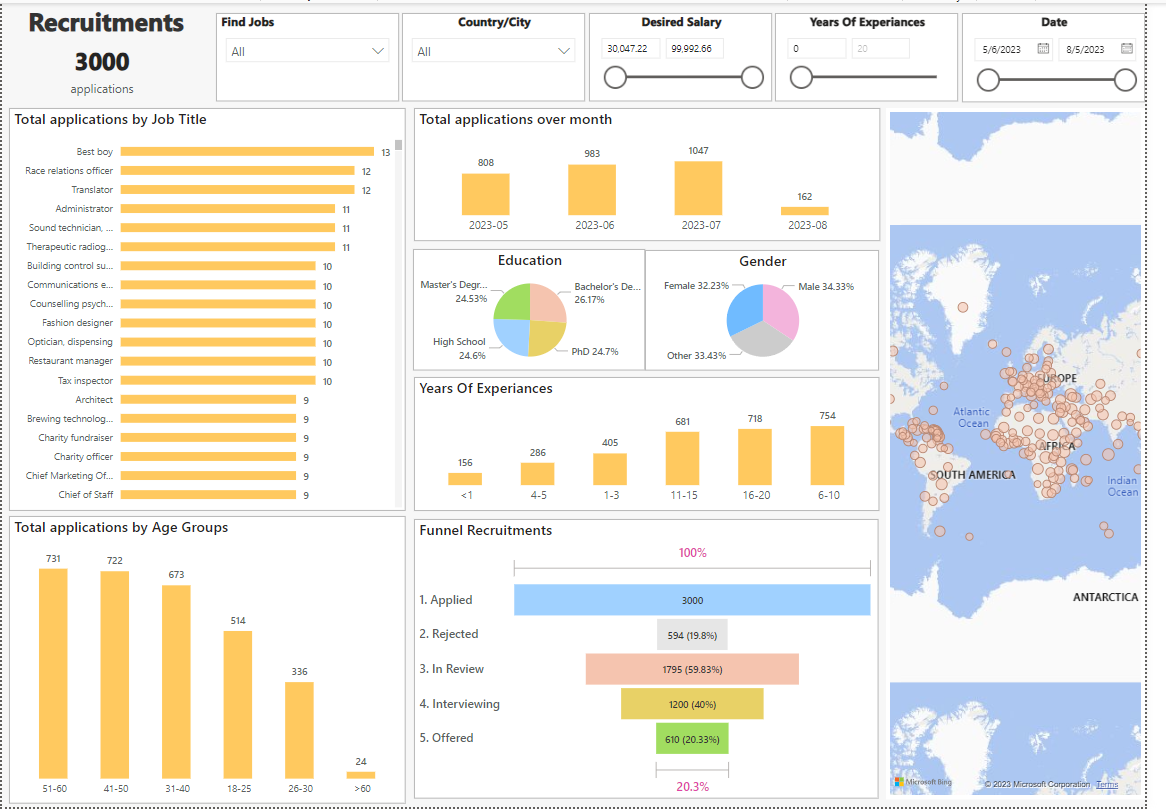 Recruitments
3000
applications
Find Jobs
All
Country/City
All
Desired Salary
30,047.22
99,992.66
Years Of Experiances
0
20
Date
5/6/2023
8/5/2023
Total applications by Job Title
Best boy 13
Race relations officer 12
Translator 12
Administrator 11
Sound technician, ... 11
Therapeutic radiog... 11
Building control su... 10
Communications e... 10
Counselling psych... 10
Fashion designer 10
Optician, dispensing 10
Restaurant manager 10
Tax inspector 10
Architect 9
Brewing technolog... 9
Charity fundraiser 9
Charity officer 9
Chief Marketing Of... 9
Chief of Staff 9
Total applications over month
808
983
1047
162
2023-05
2023-06
2023-07
2023-08
Education
Master's Degr...
24.53%
Bachelor's De...
26.17%
High School
24.6%
PhD 24.7%
Gender
Female 32.23%
Male 34.33%
Other 33.43%
Years Of Experiances
156
286
405
681
718
754
<1
4-5
1-3
11-15
16-20
6-10
Total applications by Age Groups
731
722
673
514
336
24
51-60
41-50
31-40
18-25
26-30
>60
Funnel Recruitments
100%
1. Applied 3000
2. Rejected 594 (19.8%)
3. In Review 1795 (59.83%)
4. Interviewing 1200 (40%)
5. Offered 610 (20.33%)
20.3%
EUROPE
Atlantic
Ocean
AFRICA
SOUTH AMERICA
Indian
Ocean
ANTARCTICA
Microsoft Bing
© 2023 Microsoft Corporation Terms